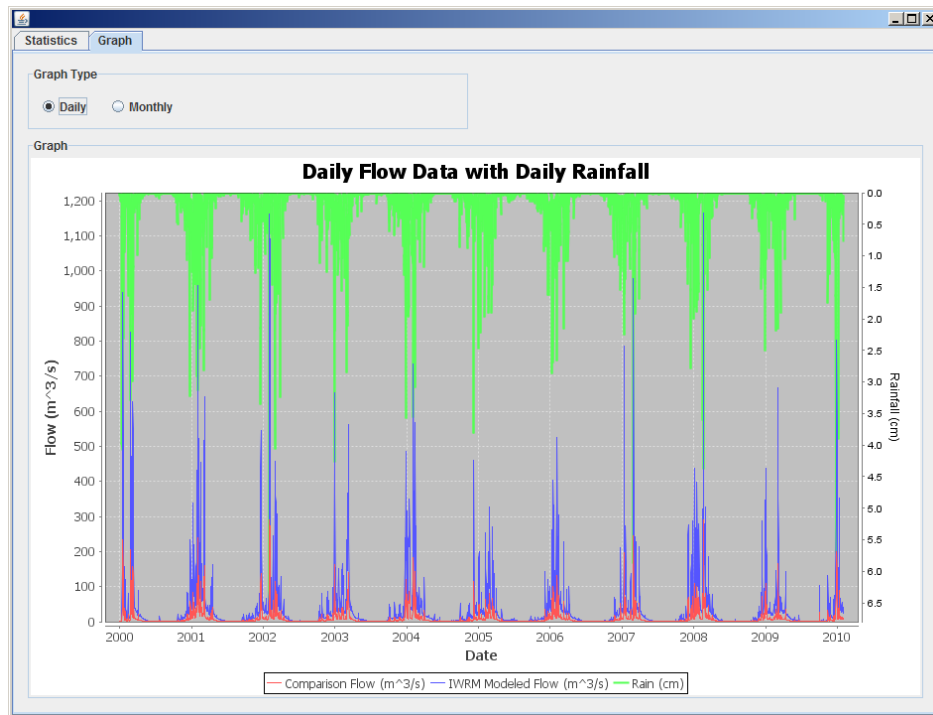 Statistics Graph
Graph Type
Daily Monthly
Graph
Daily Flow Data with Daily Rainfall
1,200
1,100
1,000
900
800
700
600
500
400
300
200
100
0
Flow (m^3/s)
0.0
0.5
1.0
1.5
2.0
2.5
3.0
3.5
4.0
4.5
5.0
5.5
6.0
6.5
Rainfall (cm)
2000 2001 2002 2003 2004 2005 2006 2007 2008 2009 2010
Date
Comparison Flow (m^3/s) IWRM Modeled Flow (m^3/s) Rain (cm)